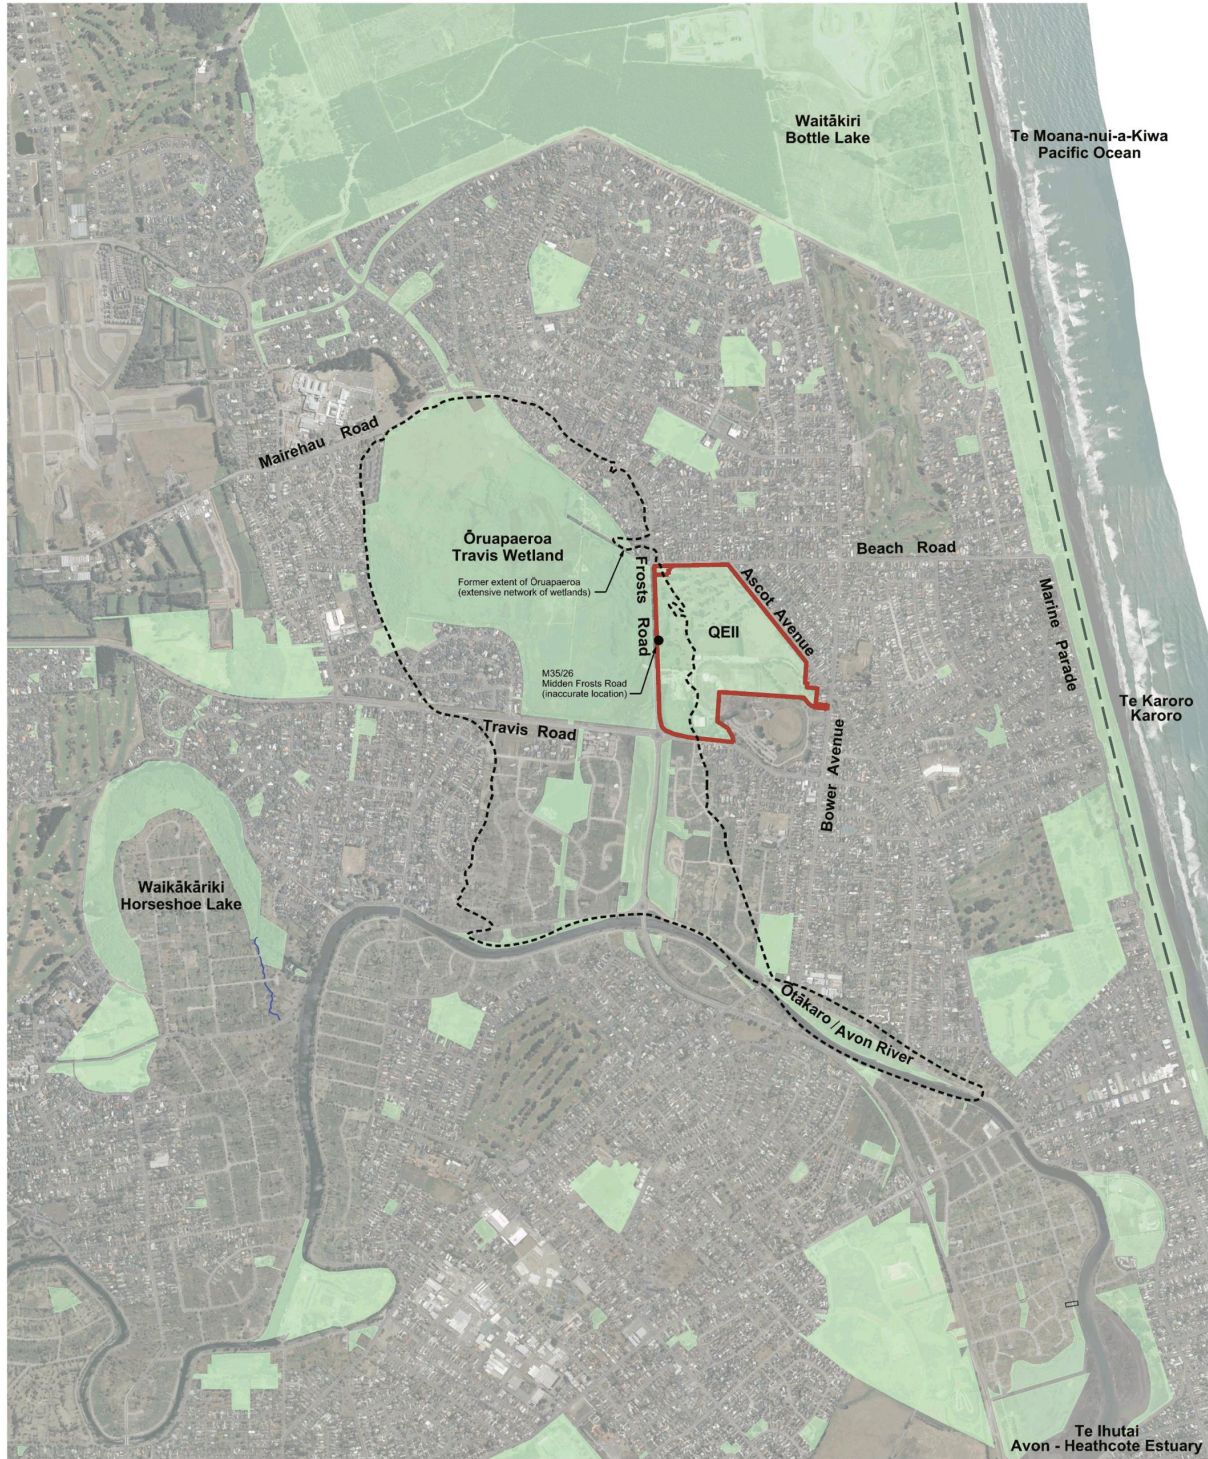 Waitākiri
Bottle Lake
Te Moana-nui-a-Kiwa
Pacific Ocean
Mairehau Road
Ōruapaeroa
Travis Wetland
Former extent of Ōruapaeroa
(extensive network of wetlands)
Frosts Road
Beach Road
Ascot Avenue
QEII
Marine Parade
M35/26
Midden Frosts Road
(inaccurate location)
Te Karoro
Karoro
Travis Road
Bower Avenue
Waikākāriki
Horseshoe Lake
Ōtākaro/Avon River
Te Ihutai
Avon - Heathcote Estuary